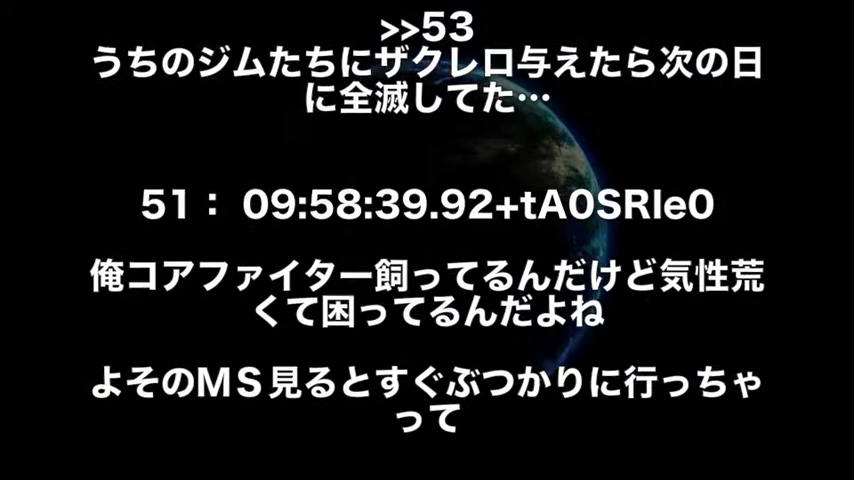 >>53
うちのジムたちにザクレロ与えたら次の日
に全滅してた…
51： 09:58:39.92+tA0SRIe0
俺コアファイター飼ってるんだけど気性荒
くて困ってるんだよね
よそのＭＳ見るとすぐぶつかりに行っちゃ
って